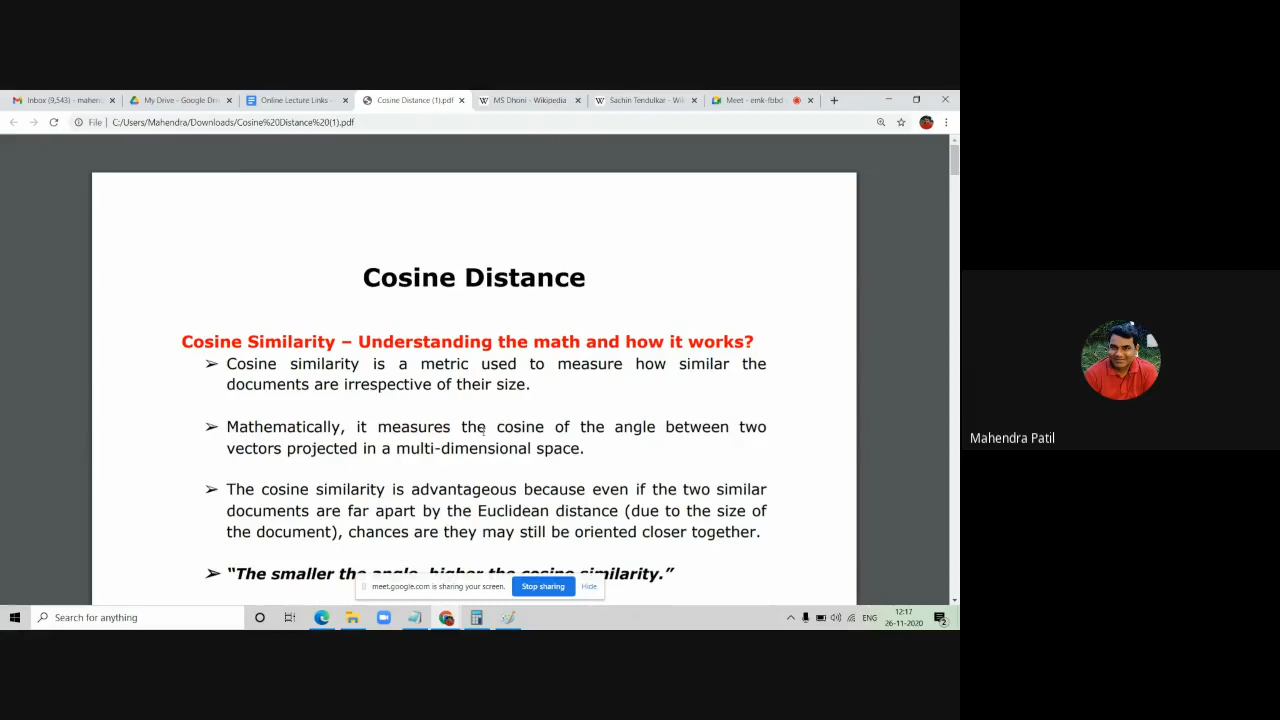 Inbox (9,543) - mahen
My Drive - Google Dri
Online Lecture Links -
Cosine Distance (1).pdf
MS Dhoni - Wikipedia
Sachin Tendulkar - Wi
Meet - emk-fbbd
File | C:/Users/Mahendra/Downloads/Cosine%20Distance%20(1).pdf
Cosine Distance
Cosine Similarity – Understanding the math and how it works?
➢ Cosine similarity is a metric used to measure how similar the
documents are irrespective of their size.
➢ Mathematically, it measures the cosine of the angle between two
vectors projected in a multi-dimensional space.
➢ The cosine similarity is advantageous because even if the two similar
documents are far apart by the Euclidean distance (due to the size of
the document), chances are they may still be oriented closer together.
➢ “The smaller the angle, higher the cosine similarity.”
meet.google.com is sharing your screen.
Stop sharing
Hide
Mahendra Patil
Search for anything
ENG
12:17
26-11-2020
2